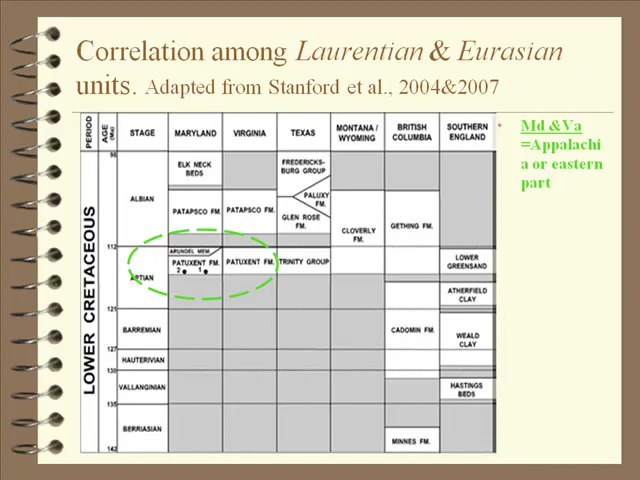 Correlation among Laurentian & Eurasian
units. Adapted from Stanford et al., 2004&2007
PERIOD
AGE (Ma)
STAGE
MARYLAND
VIRGINIA
TEXAS
MONTANA / WYOMING
BRITISH COLUMBIA
SOUTHERN ENGLAND
LOWER CRETACEOUS
112
121
127
130
135
142
ALBIAN
APTIAN
BARREMIAN
HAUTERIVIAN
VALLANGINIAN
BERRIASIAN
ELK NECK
BEDS
PATAPSCO FM.
ARUNDEL MEM.
PATUXENT FM.
2 1
PATAPSCO FM.
PATUXENT FM.
FREDERICKS-
BURG GROUP
PALUXY
FM.
GLEN ROSE
FM.
TRINITY GROUP
CLOVERLY
FM.
GETHING FM.
CADOMIN FM.
MINNES FM.
LOWER
GREENSAND
ATHERFIELD
CLAY
WEALD
CLAY
HASTINGS
BEDS
Md &Va
=Appalachi
a or eastern
part